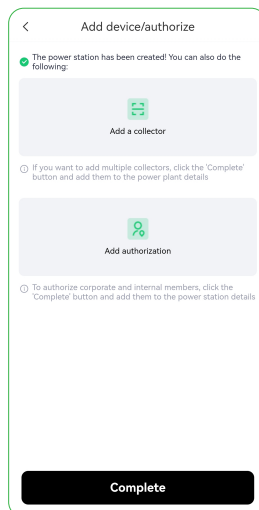 Add device/authorize
The power station has been created! You can also do the
following:
Add a collector
If you want to add multiple collectors, click the 'Complete'
button and add them to the power plant details
Add authorization
To authorize corporate and internal members, click the
'Complete' button and add them to the power station details
Complete